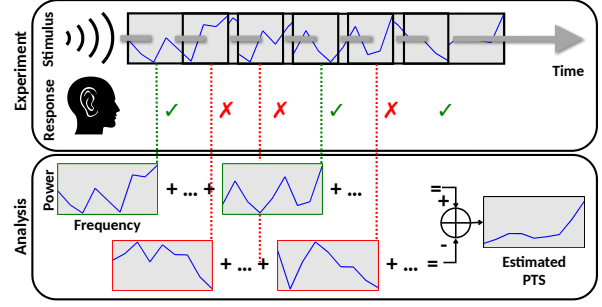 Experiment
Stimulus
Time
Response
✓ ✗ ✗ ✓ ✗ ✓
Analysis
Power
+ ... +
+ ...
=
+
-
Frequency
+ ... +
+ ... =
Estimated
PTS